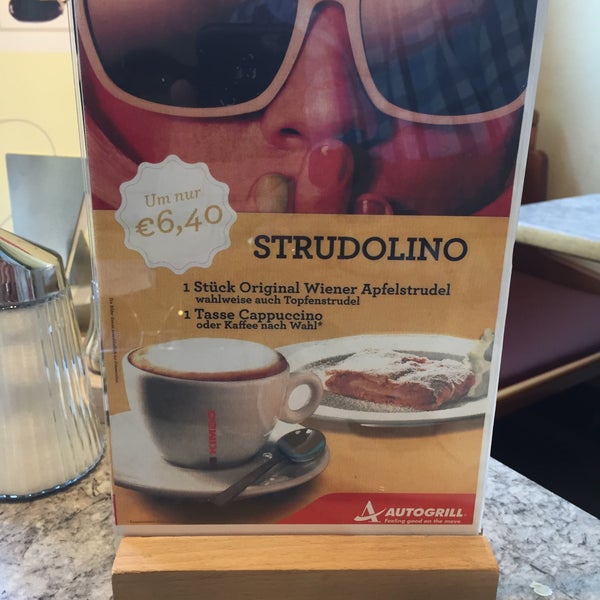 Um nur
€6,40
STRUDOLINO
1 Stück Original Wiener Apfelstrudel
wahlweise auch Topfenstrudel
1 Tasse Cappuccino
oder Kaffee nach Wahl*
KIMBO
AUTOGRILL
Feeling good on the move